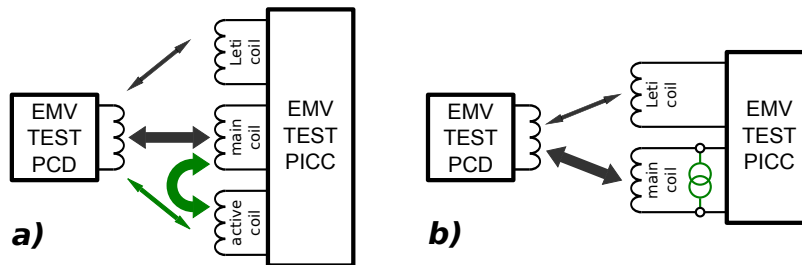 EMV
TEST
PCD
Leti
coil
main
coil
active
coil
EMV
TEST
PICC
a)
EMV
TEST
PCD
Leti
coil
main
coil
EMV
TEST
PICC
b)